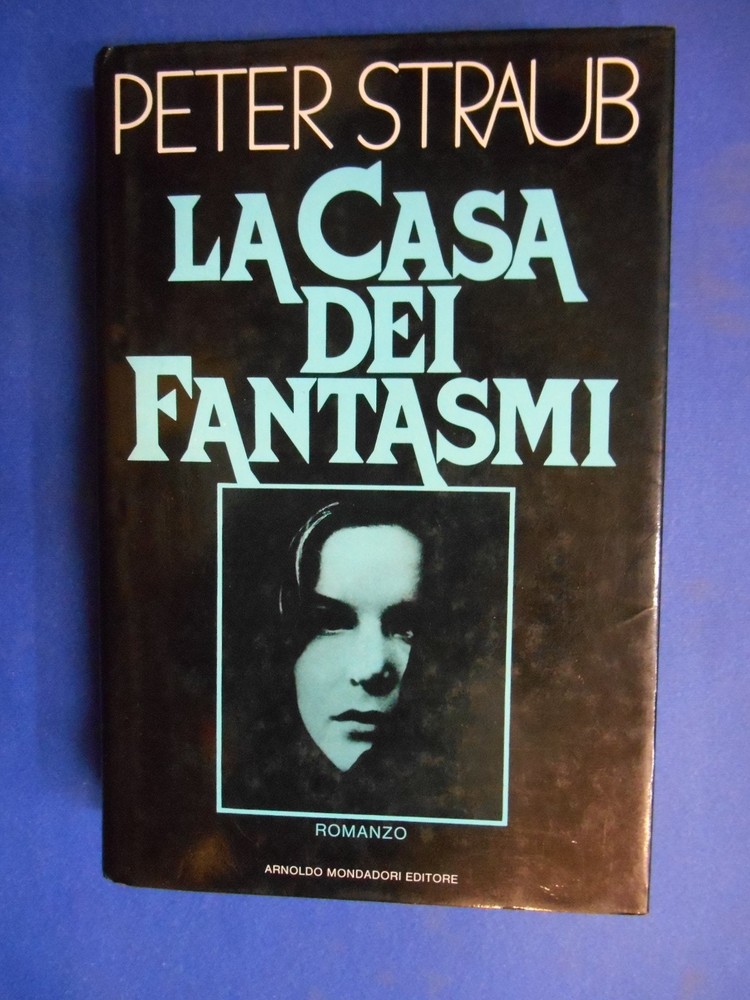 PETER STRAUB
LA CASA
DEI
FANTASMI
ROMANZO
ARNOLDO MONDADORI EDITORE